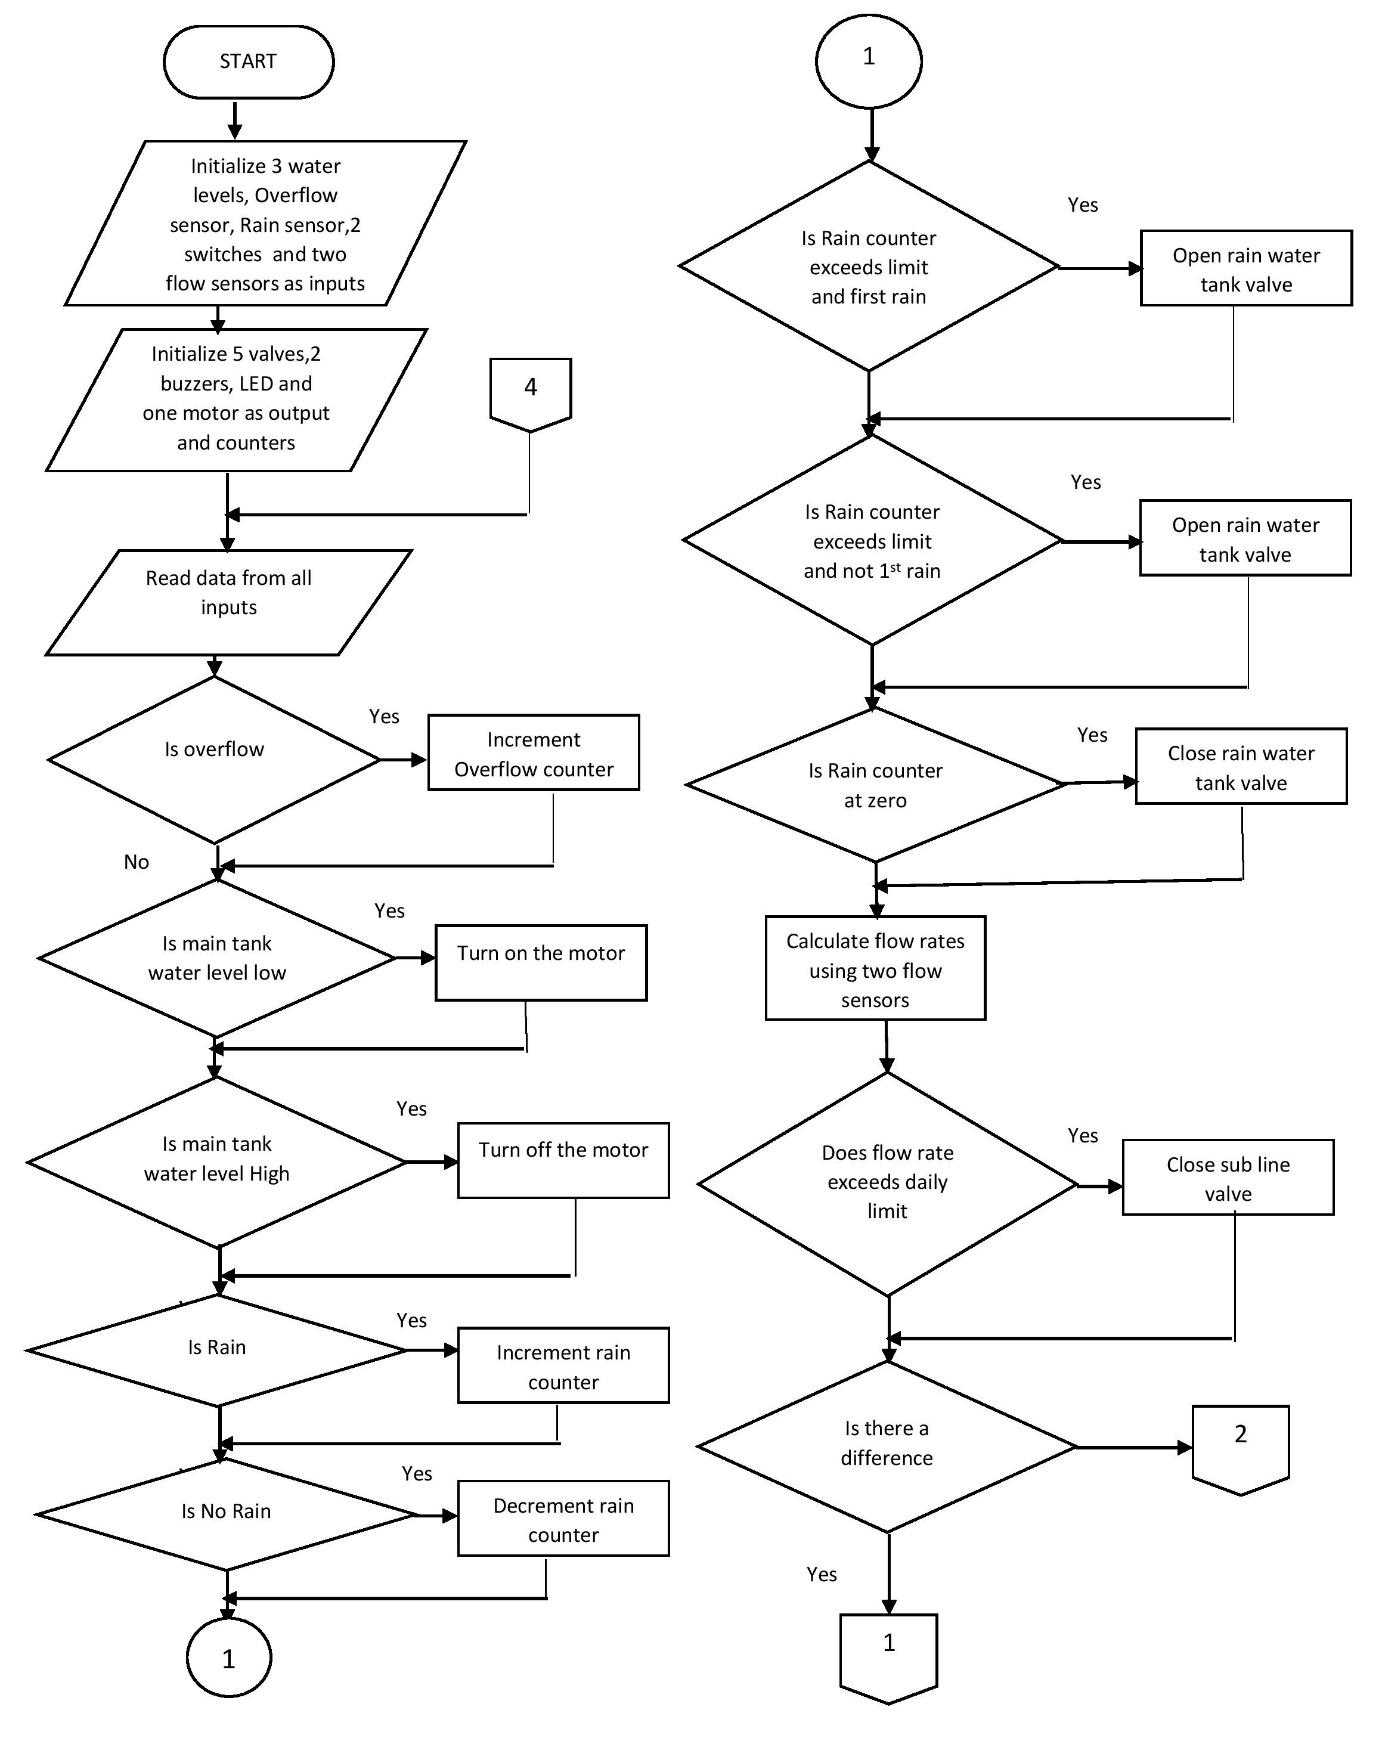 START
Initialize 3 water
levels, Overflow
sensor, Rain sensor,2
switches and two
flow sensors as inputs
Initialize 5 valves,2
buzzers, LED and
one motor as output
and counters
4
Read data from all
inputs
Is overflow
Yes
Increment
Overflow counter
No
Is main tank
water level low
Yes
Turn on the motor
Is main tank
water level High
Yes
Turn off the motor
Is Rain
Yes
Increment rain
counter
Is No Rain
Yes
Decrement rain
counter
1
1
Is Rain counter
exceeds limit
and first rain
Yes
Open rain water
tank valve
Is Rain counter
exceeds limit
and not 1st rain
Yes
Open rain water
tank valve
Is Rain counter
at zero
Yes
Close rain water
tank valve
Calculate flow rates
using two flow
sensors
Does flow rate
exceeds daily
limit
Yes
Close sub line
valve
Is there a
difference
2
Yes
1